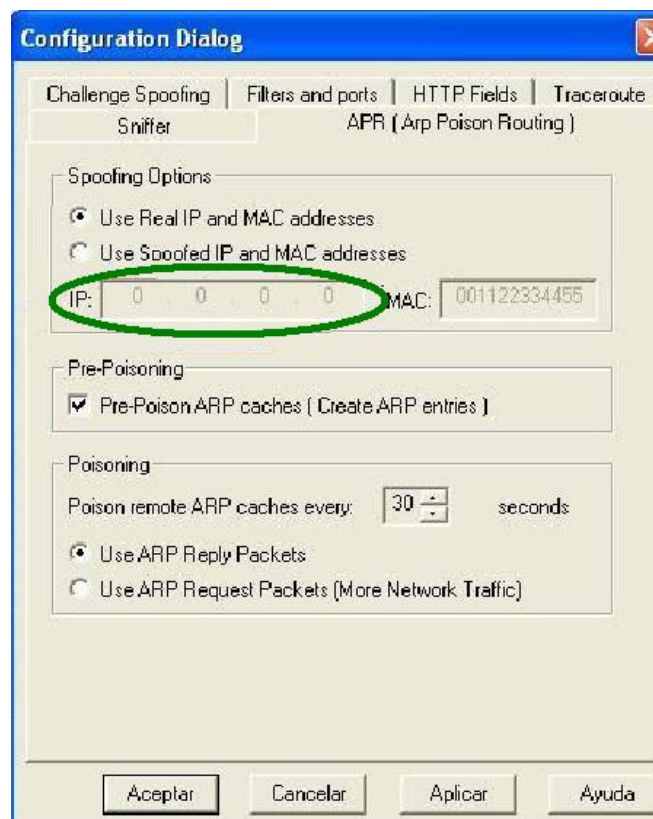 Configuration Dialog
Challenge Spoofing
Filters and ports
HTTP Fields
Traceroute
Sniffer
APR ( Arp Poison Routing )
Spoofing Options
Use Real IP and MAC addresses
Use Spoofed IP and MAC addresses
IP: 0 . 0 . 0 . 0 MAC: 001122334455
Pre-Poisoning
Pre-Poison ARP caches ( Create ARP entries )
Poisoning
Poison remote ARP caches every: 30 seconds
Use ARP Reply Packets
Use ARP Request Packets (More Network Traffic)
Aceptar
Cancelar
Aplicar
Ayuda